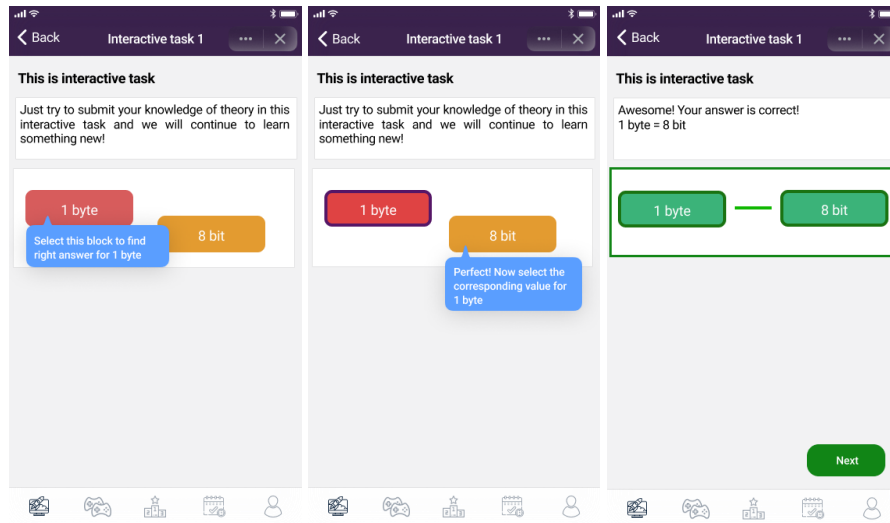 Back
Interactive task 1
This is interactive task
Just try to submit your knowledge of theory in this
interactive task and we will continue to learn
something new!
1 byte
8 bit
Select this block to find
right answer for 1 byte
Back
Interactive task 1
This is interactive task
Just try to submit your knowledge of theory in this
interactive task and we will continue to learn
something new!
1 byte
8 bit
Perfect! Now select the
corresponding value for
1 byte
Back
Interactive task 1
This is interactive task
Awesome! Your answer is correct!
1 byte = 8 bit
1 byte
8 bit
Next